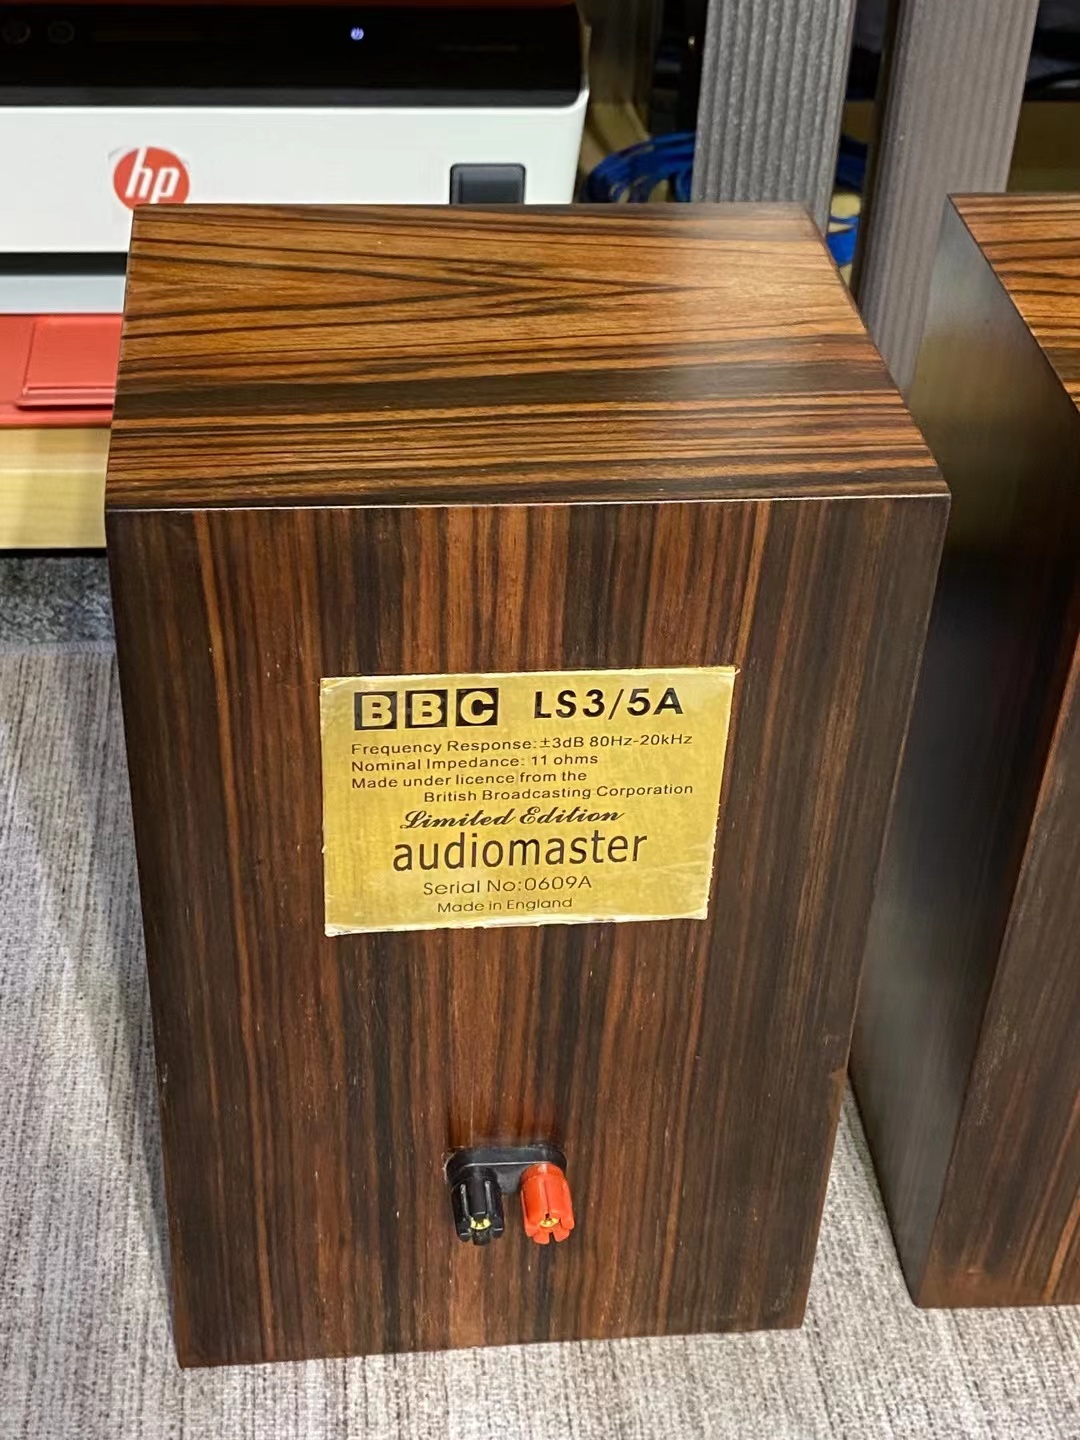 hp
BBC LS3/5A
Frequency Response:±3dB 80Hz-20kHz
Nominal Impedance: 11 ohms
Made under licence from the
British Broadcasting Corporation
Limited Edition
audiomaster
Serial No:0609A
Made in England